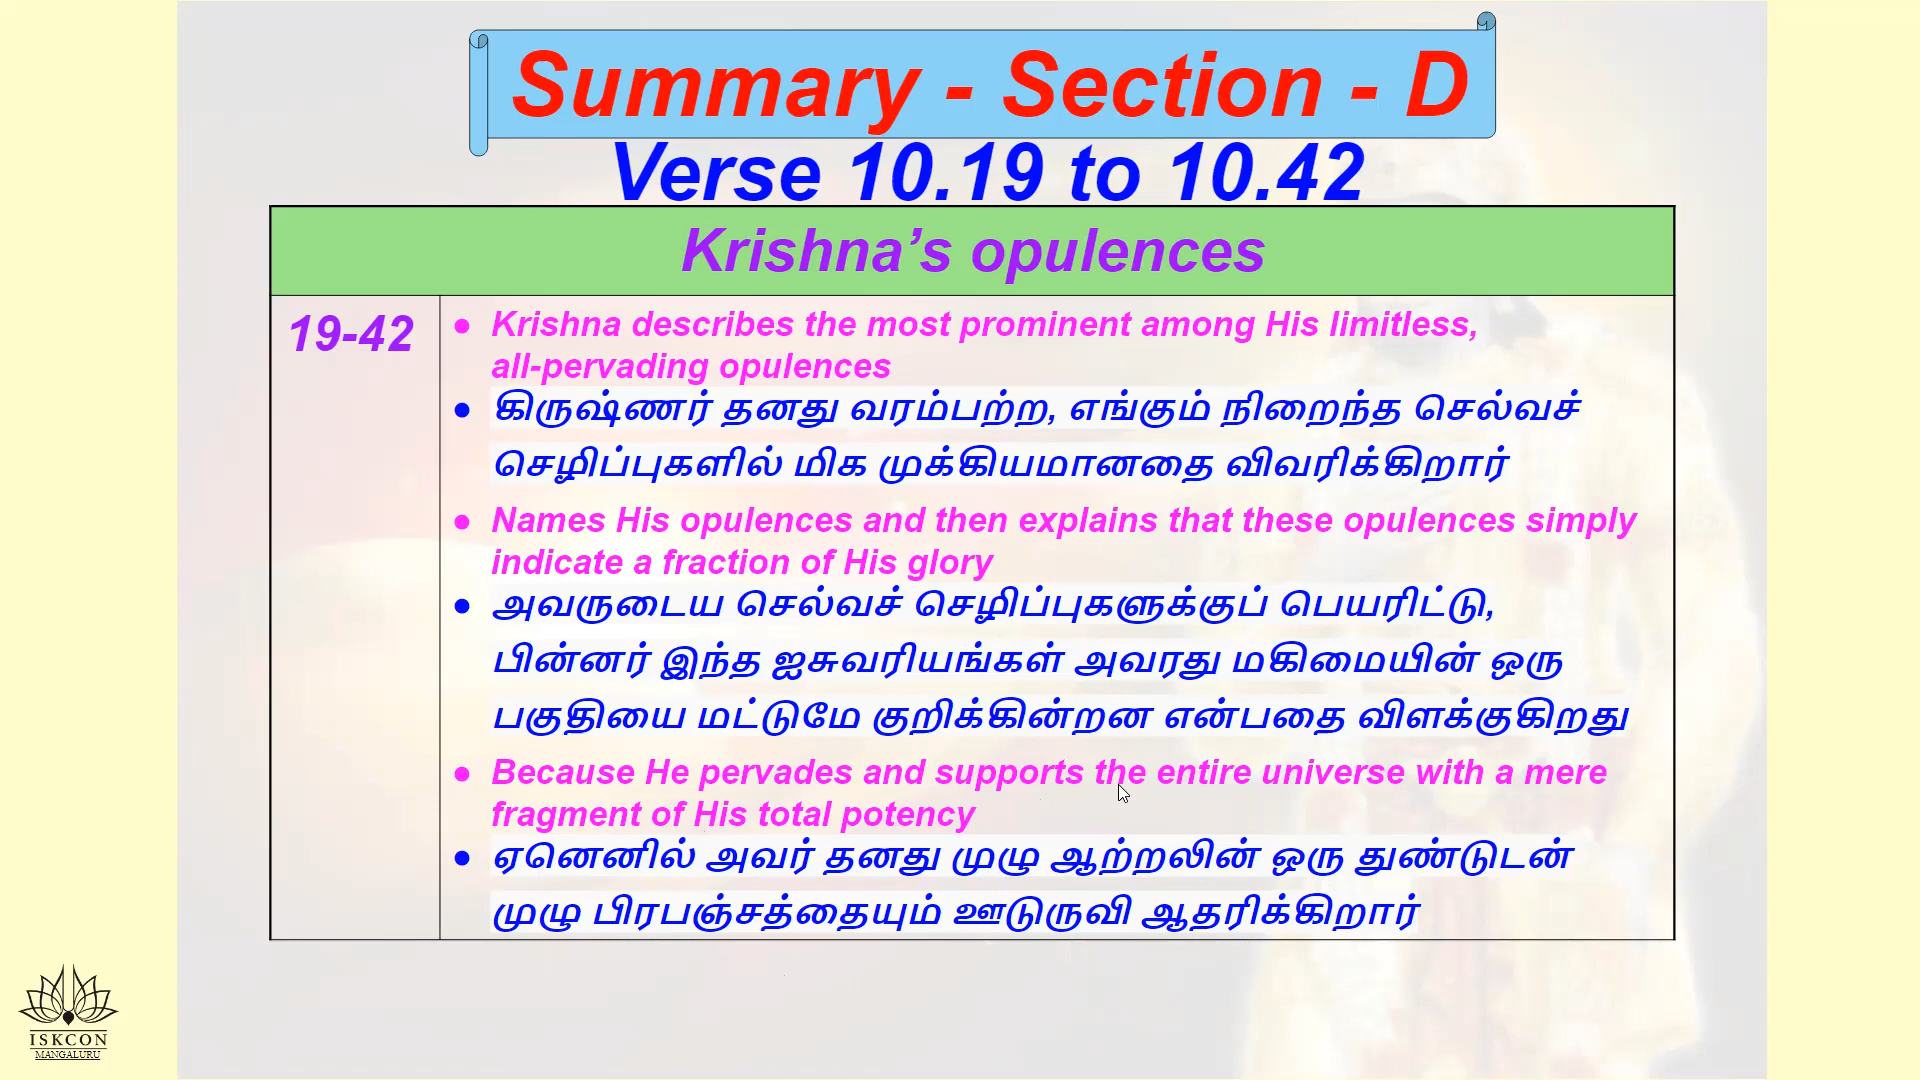 Summary - Section - D
Verse 10.19 to 10.42
Krishna’s opulences
19-42
● Krishna describes the most prominent among His limitless,
all-pervading opulences
● கிருஷ்ணர் தனது வரம்பற்ற, எங்கும் நிறைந்த செல்வச்
செழிப்புகளில் மிக முக்கியமானதை விவரிக்கிறார்
● Names His opulences and then explains that these opulences simply
indicate a fraction of His glory
● அவருடைய செல்வச் செழிப்புகளுக்குப் பெயரிட்டு,
பின்னர் இந்த ஐசுவரியங்கள் அவரது மகிமையின் ஒரு
பகுதியை மட்டுமே குறிக்கின்றன என்பதை விளக்குகிறது
● Because He pervades and supports the entire universe with a mere
fragment of His total potency
● ஏனெனில் அவர் தனது முழு ஆற்றலின் ஒரு துண்டுடன்
முழு பிரபஞ்சத்தையும் ஊடுருவி ஆதரிக்கிறார்
ISKCON
MANGALURU